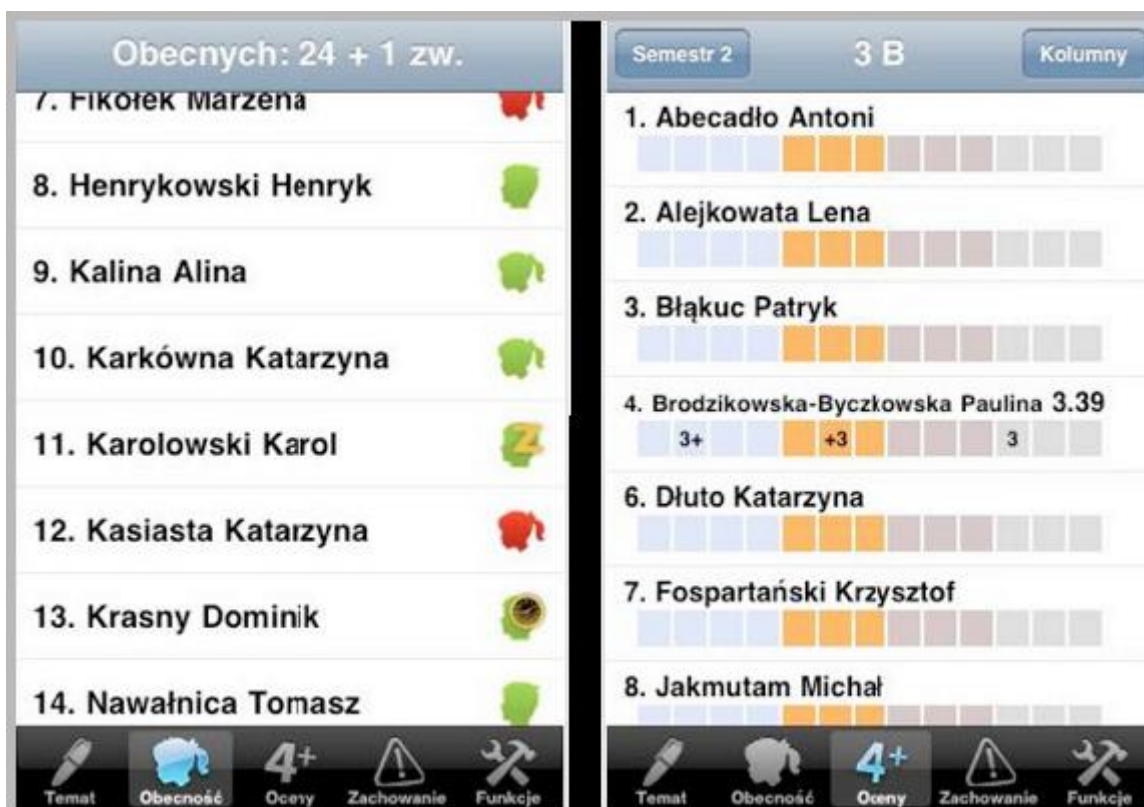 Obecnych: 24 + 1 zw.
7. Fikołek Marzena
8. Henrykowski Henryk
9. Kalina Alina
10. Karkówna Katarzyna
11. Karolowski Karol
Z
12. Kasiasta Katarzyna
13. Krasny Dominik
14. Nawałnica Tomasz
4+
Temat Obecność Oceny Zachowanie Funkcje
Semestr 2 3 B Kolumny
1. Abecadło Antoni
2. Alejkowata Lena
3. Błąkuc Patryk
4. Brodzikowska-Byczkowska Paulina 3.39
3+ +3 3
6. Dłuto Katarzyna
7. Fospartański Krzysztof
8. Jakmutam Michał
4+
Temat Obecność Oceny Zachowanie Funkcje